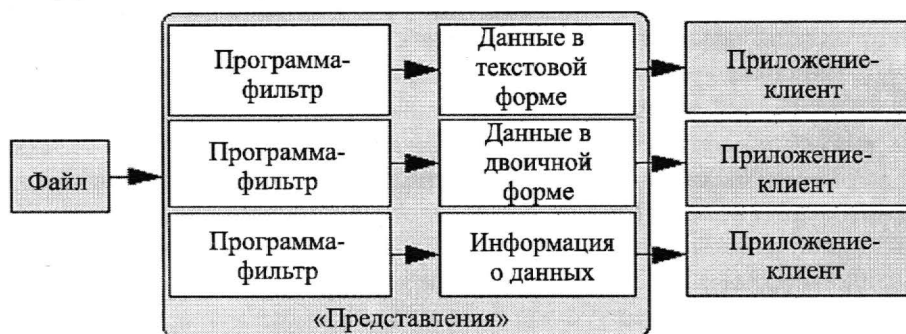 Программа-
фильтр
Данные в
текстовой
форме
Приложение-
клиент
Файл
Программа-
фильтр
Данные в
двоичной
форме
Приложение-
клиент
Программа-
фильтр
Информация
о данных
Приложение-
клиент
«Представления»